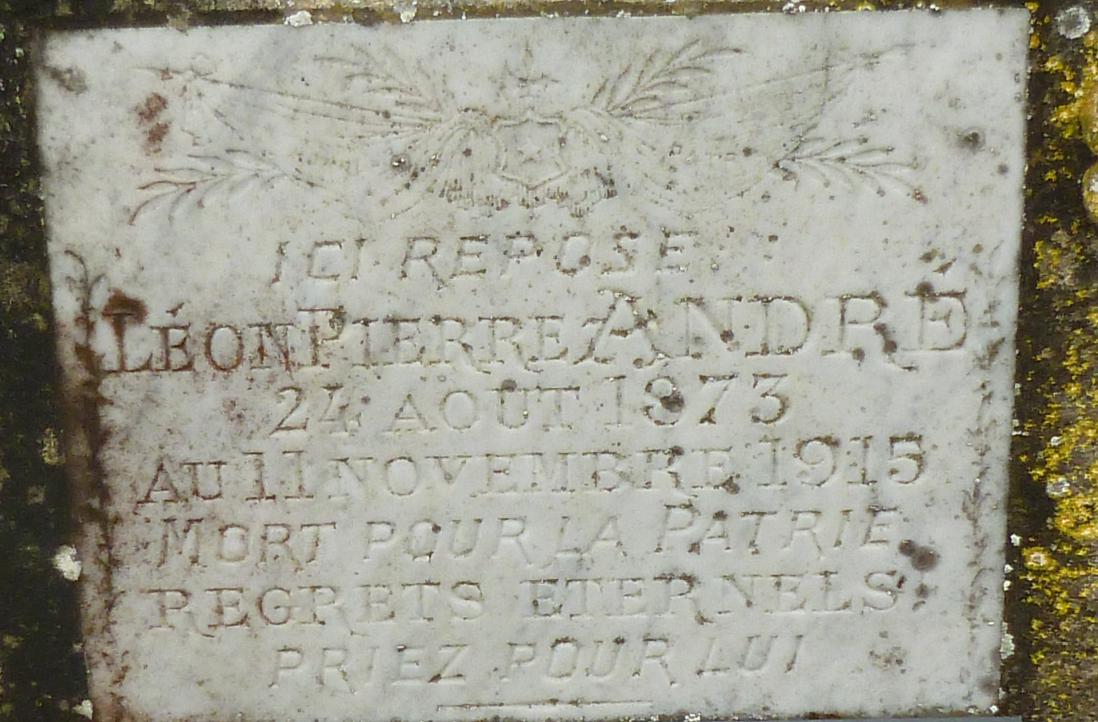 ICI REPOSE
LÉON PIERRE ANDRÉ
24 AOUT 1873
AU 11 NOVEMBRE 1915
MORT POUR LA PATRIE
REGRETS ETERNELS
PRIEZ POUR LUI